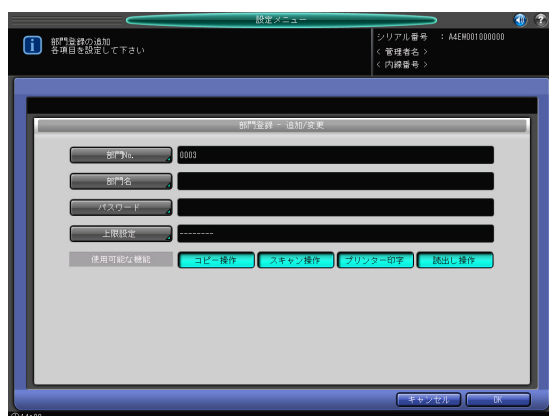 設定メニュー
部門登録の追加
各項目を設定して下さい
シリアル番号 : A4EM001000000
< 管理者名 >
< 内線番号 >
部門登録 - 追加/変更
部門No. 0003
部門名
パスワード
上限設定 --------
使用可能な機能 コピー操作 スキャン操作 プリンター印字 読出し操作
キャンセル OK